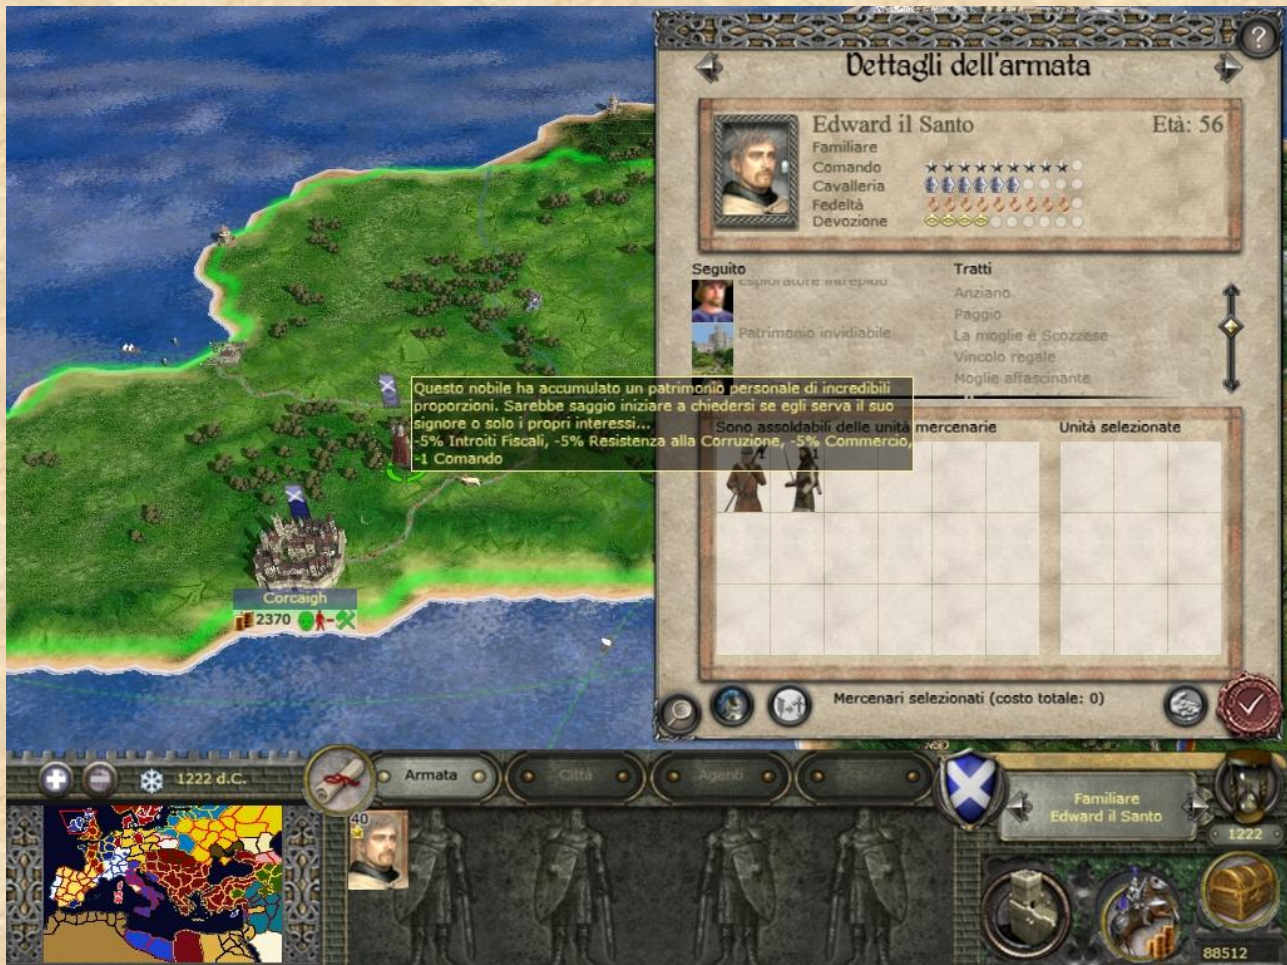 ?
Dettagli dell'armata
Edward il Santo
Età: 56
Familiare
Comando
Cavalleria
Fedeltà
Devozione
Seguito
Tratti
Esploratore intrepido
Anziano
Paggio
Patrimonio invidiabile
La moglie è Scozzese
Vincolo regale
Moglie affascinante
Questo nobile ha accumulato un patrimonio personale di incredibili
proporzioni. Sarebbe saggio iniziare a chiedersi se egli serva il suo
signore o solo i propri interessi...
-5% Introiti Fiscali, -5% Resistenza alla Corruzione, -5% Commercio,
-1 Comando
Sono assoldabili delle unità mercenarie
Unità selezionate
1
1
Corcaigh
2370
Mercenari selezionati (costo totale: 0)
1222 d.C.
Armata
Città
Agenti
Familiare
Edward il Santo
1222
40
88512